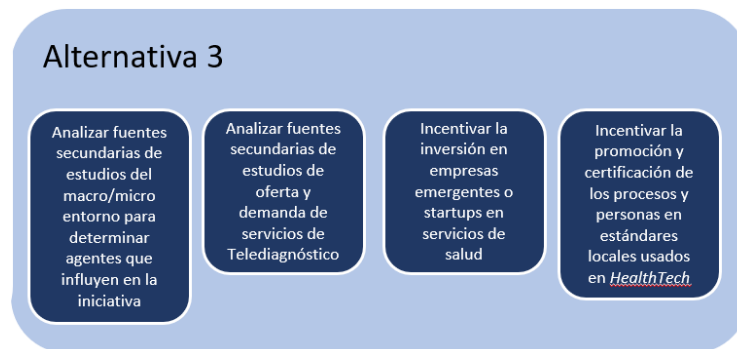 Alternativa 3
Analizar fuentes
secundarias de
estudios del
macro/micro
entorno para
determinar
agentes que
influyen en la
iniciativa
Analizar fuentes
secundarias de
estudios de
oferta y
demanda de
servicios de
Telediagnóstico
Incentivar la
inversión en
empresas
emergentes o
startups en
servicios de
salud
Incentivar la
promoción y
certificación de
los procesos y
personas en
estándares
locales usados
en HealthTech